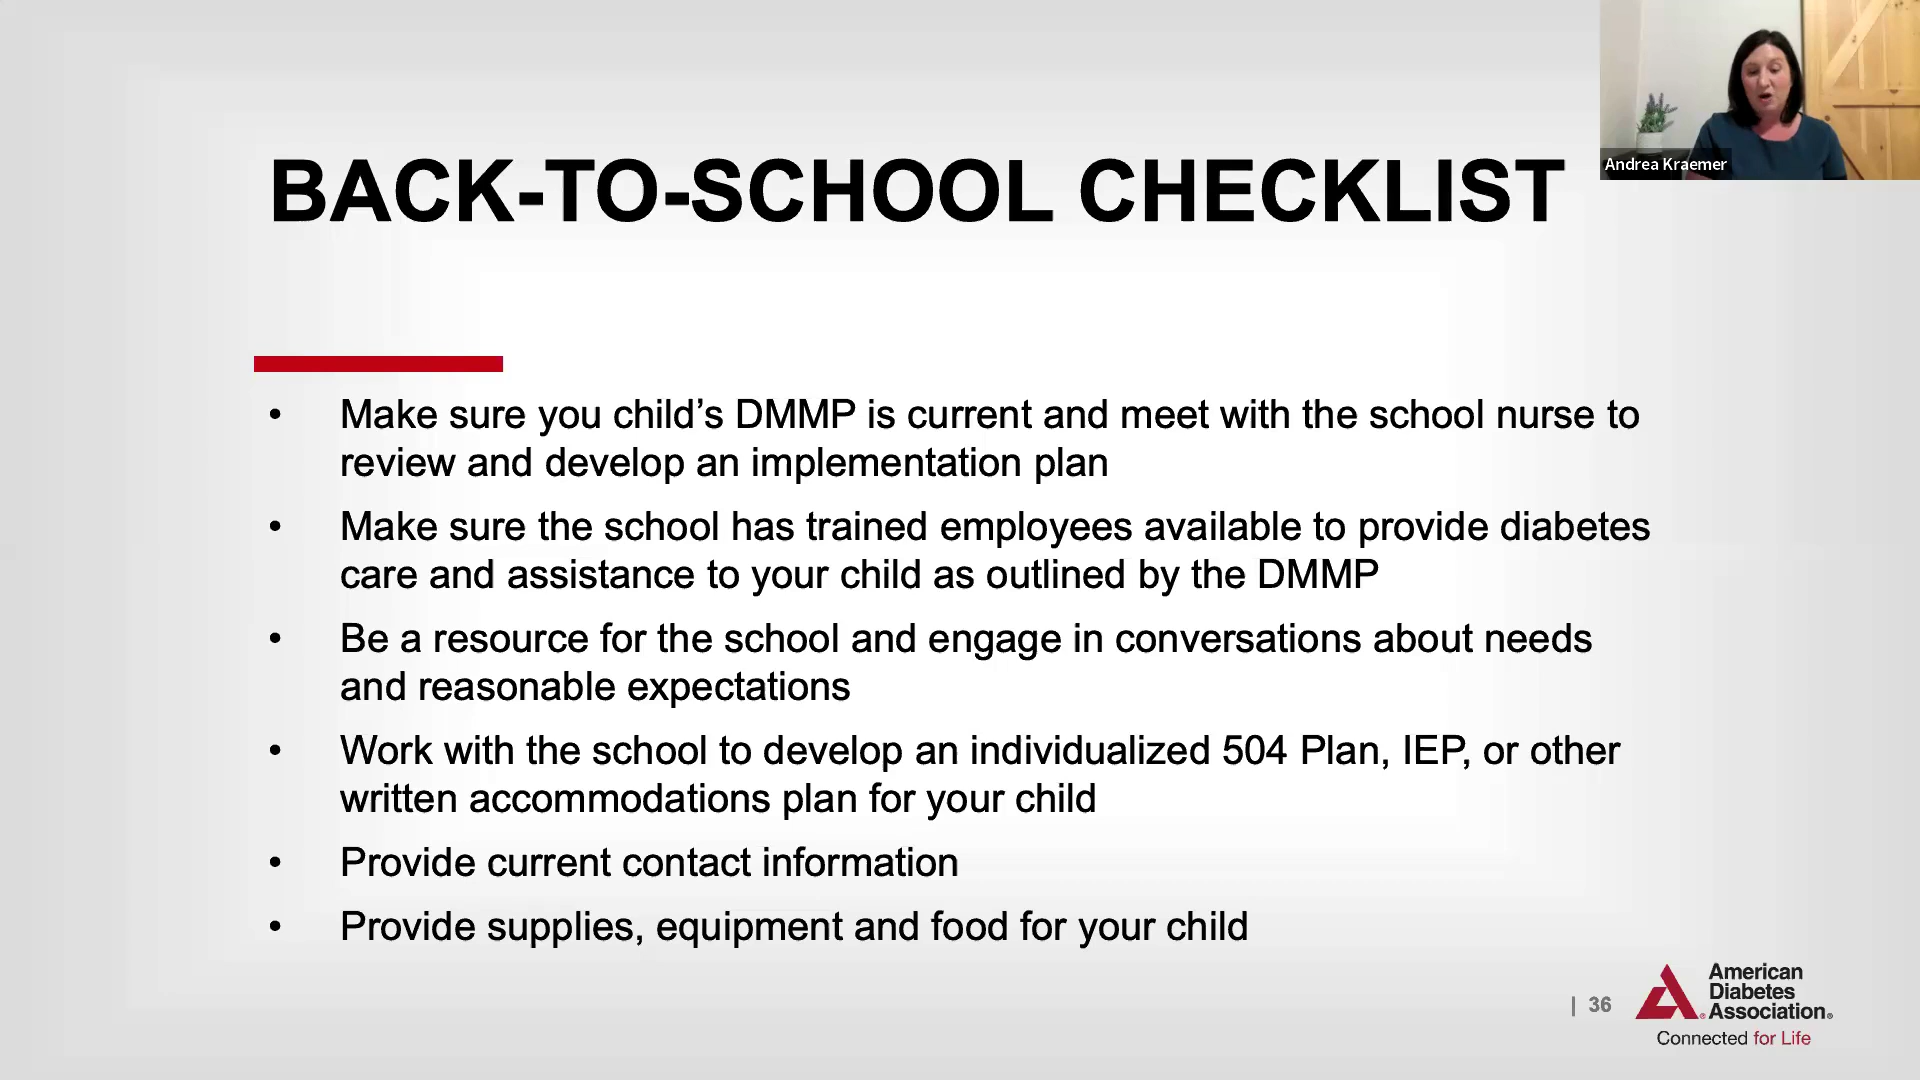 BACK-TO-SCHOOL CHECKLIST
Andrea Kraemer
• Make sure you child’s DMMP is current and meet with the school nurse to
review and develop an implementation plan
• Make sure the school has trained employees available to provide diabetes
care and assistance to your child as outlined by the DMMP
• Be a resource for the school and engage in conversations about needs
and reasonable expectations
• Work with the school to develop an individualized 504 Plan, IEP, or other
written accommodations plan for your child
• Provide current contact information
• Provide supplies, equipment and food for your child
| 36
American
Diabetes
Association®
Connected for Life